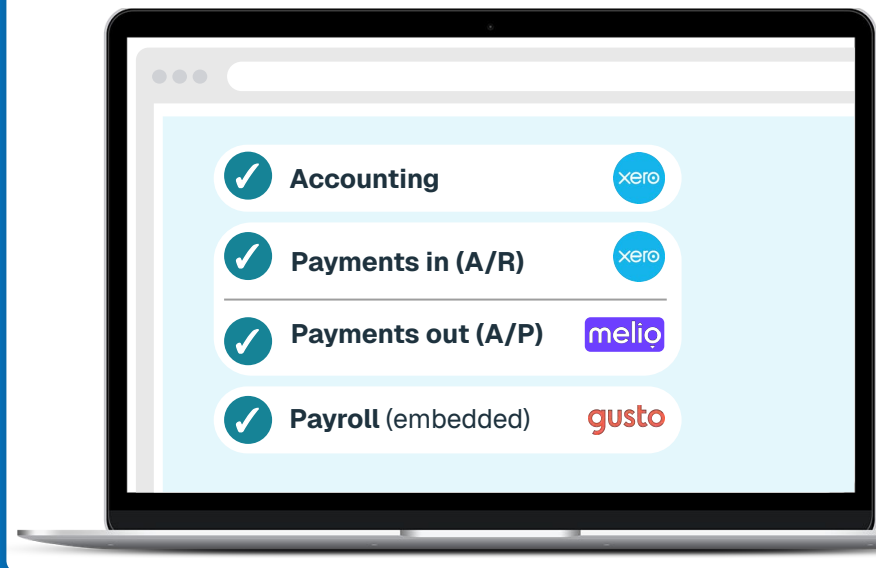 Accounting xero
Payments in (A/R) xero
Payments out (A/P) melio
Payroll (embedded) gusto